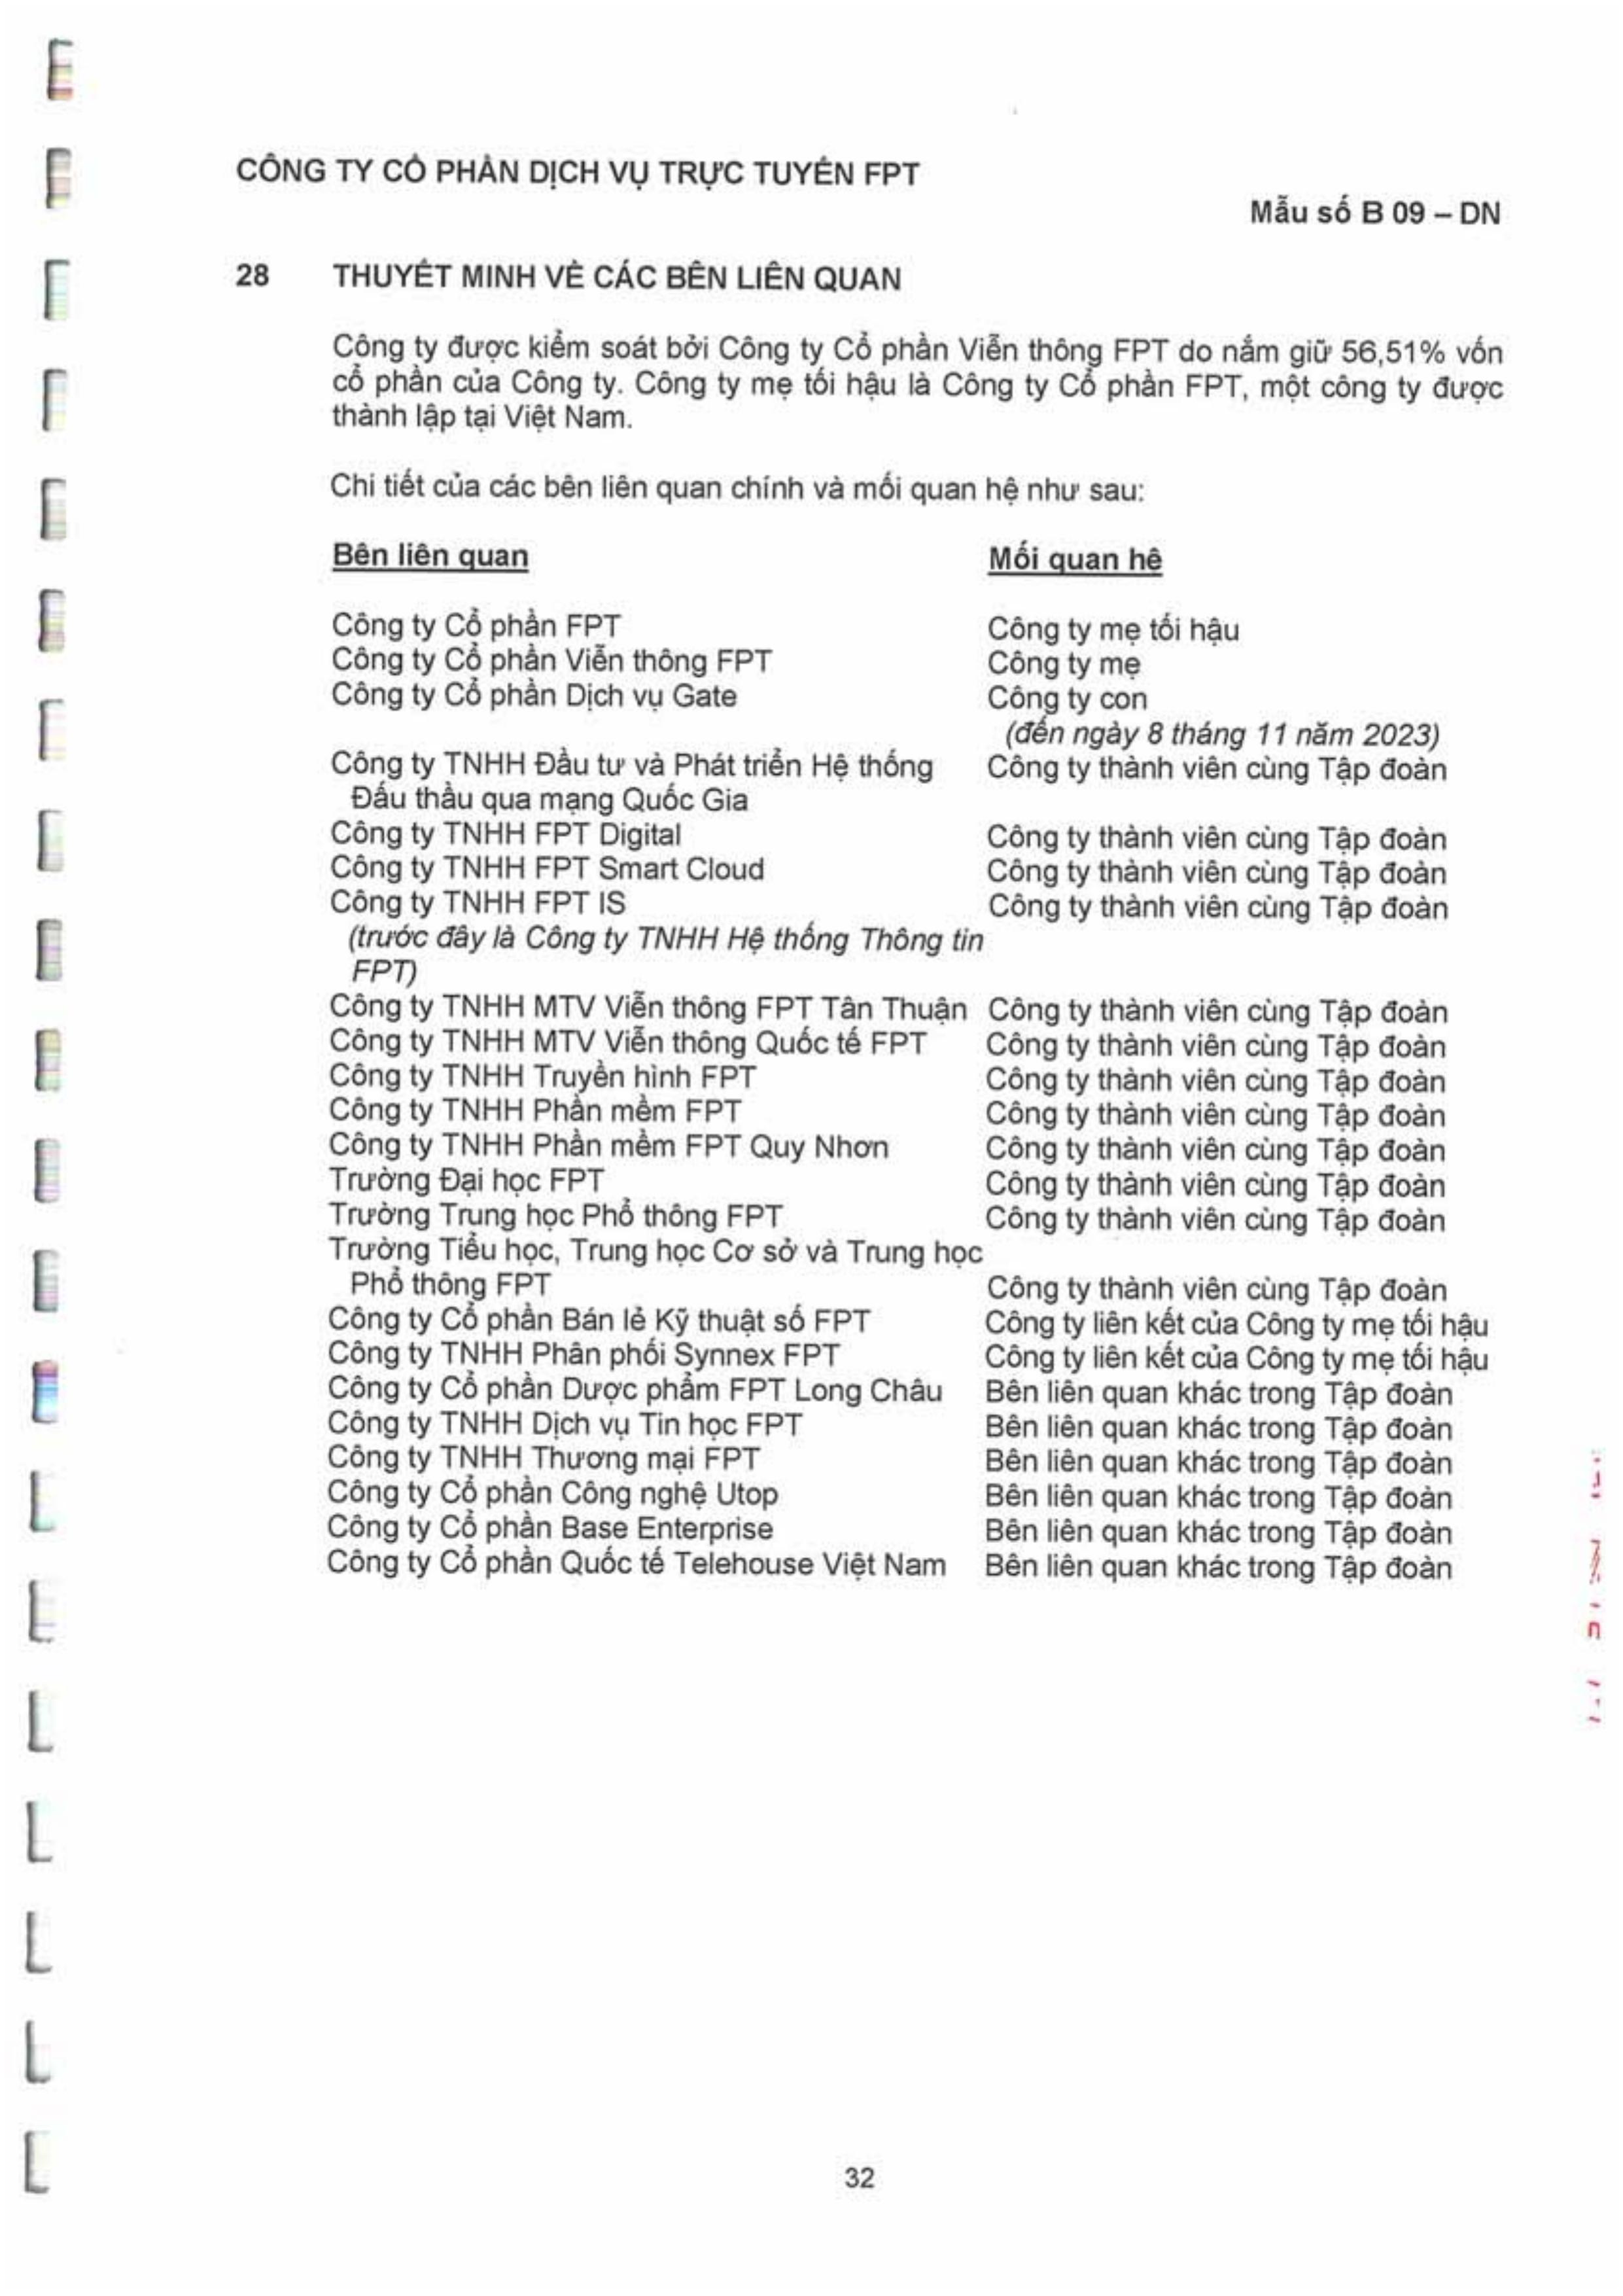 CÔNG TY CỔ PHẦN DỊCH VỤ TRỰC TUYẾN FPT
Mẫu số B 09 – DN
28 THUYẾT MINH VỀ CÁC BÊN LIÊN QUAN
Công ty được kiểm soát bởi Công ty Cổ phần Viễn thông FPT do nắm giữ 56,51% vốn
cổ phần của Công ty. Công ty mẹ tối hậu là Công ty Cổ phần FPT, một công ty được
thành lập tại Việt Nam.
Chi tiết của các bên liên quan chính và mối quan hệ như sau:
Bên liên quan Mối quan hệ
Công ty Cổ phần FPT Công ty mẹ tối hậu
Công ty Cổ phần Viễn thông FPT Công ty mẹ
Công ty Cổ phần Dịch vụ Gate Công ty con
(đến ngày 8 tháng 11 năm 2023)
Công ty TNHH Đầu tư và Phát triển Hệ thống Công ty thành viên cùng Tập đoàn
Đấu thầu qua mạng Quốc Gia
Công ty TNHH FPT Digital Công ty thành viên cùng Tập đoàn
Công ty TNHH FPT Smart Cloud Công ty thành viên cùng Tập đoàn
Công ty TNHH FPT IS Công ty thành viên cùng Tập đoàn
(trước đây là Công ty TNHH Hệ thống Thông tin
FPT)
Công ty TNHH MTV Viễn thông FPT Tân Thuận Công ty thành viên cùng Tập đoàn
Công ty TNHH MTV Viễn thông Quốc tế FPT Công ty thành viên cùng Tập đoàn
Công ty TNHH Truyền hình FPT Công ty thành viên cùng Tập đoàn
Công ty TNHH Phần mềm FPT Công ty thành viên cùng Tập đoàn
Công ty TNHH Phần mềm FPT Quy Nhơn Công ty thành viên cùng Tập đoàn
Trường Đại học FPT Công ty thành viên cùng Tập đoàn
Trường Trung học Phổ thông FPT Công ty thành viên cùng Tập đoàn
Trường Tiểu học, Trung học Cơ sở và Trung học
Phổ thông FPT Công ty thành viên cùng Tập đoàn
Công ty Cổ phần Bán lẻ Kỹ thuật số FPT Công ty liên kết của Công ty mẹ tối hậu
Công ty TNHH Phân phối Synnex FPT Công ty liên kết của Công ty mẹ tối hậu
Công ty Cổ phần Dược phẩm FPT Long Châu Bên liên quan khác trong Tập đoàn
Công ty TNHH Dịch vụ Tin học FPT Bên liên quan khác trong Tập đoàn
Công ty TNHH Thương mại FPT Bên liên quan khác trong Tập đoàn
Công ty Cổ phần Công nghệ Utop Bên liên quan khác trong Tập đoàn
Công ty Cổ phần Base Enterprise Bên liên quan khác trong Tập đoàn
Công ty Cổ phần Quốc tế Telehouse Việt Nam Bên liên quan khác trong Tập đoàn
32